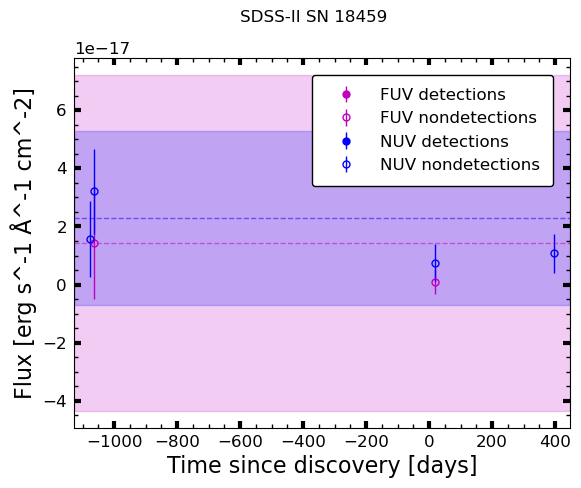 SDSS-II SN 18459
1e−17
FUV detections
FUV nondetections
NUV detections
NUV nondetections
6
4
2
0
−2
−4
Flux [erg s^-1 Å^-1 cm^-2]
−1000 −800 −600 −400 −200 0 200 400
Time since discovery [days]